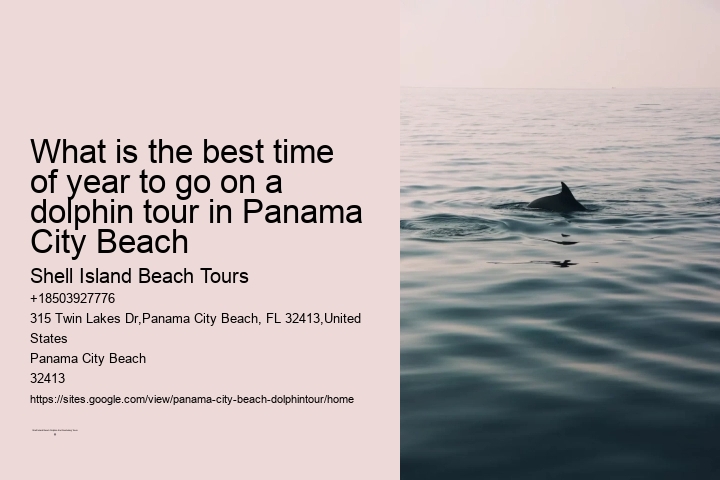 What is the best time
of year to go on a
dolphin tour in Panama
City Beach
Shell Island Beach Tours
+18503927776
315 Twin Lakes Dr,Panama City Beach, FL 32413,United
States
Panama City Beach
32413
https://sites.google.com/view/panama-city-beach-dolphintour/home